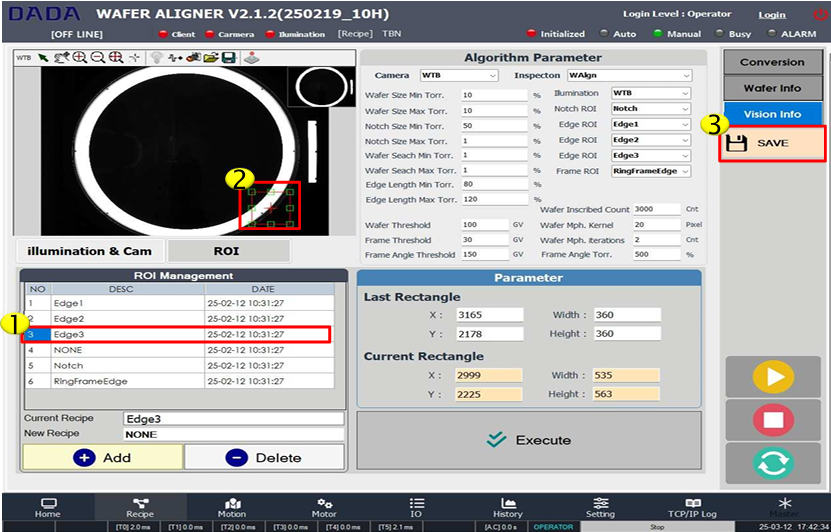 DADA WAFER ALIGNER V2.1.2(250219_10H) Login Level : Operator Login
[OFF LINE] Client Carmera Ilumination [Recipe] TBN Initialized Auto Manual Busy ALARM
WTB
Algorithm Parameter
Camera WTB Inspecton WAlgn
Wafer Size Min Torr. 10 % Ilumination WTB
Wafer Size Max Torr. 10 % Notch ROI Notch
Notch Size Min Torr. 50 % Edge ROI Edge1
Notch Size Max Torr. 1 % Edge ROI Edge2
Wafer Seach Min Torr. 1 % Edge ROI Edge3
Wafer Seach Max Torr. 1 % Frame ROI RingFrameEdge
Edge Length Min Torr. 80 %
Edge Length Max Torr. 120 %
Wafer Inscribed Count 3000 Cnt
Wafer Threshold 100 GV Wafer Mph. Kernel 20 Pixel
Frame Threshold 30 GV Wafer Mph. Iterations 2 Cnt
Frame Angle Threshold 150 GV Frame Angle Torr. 500 %
Conversion
Wafer Info
Vision Info
3
SAVE
2
illumination & Cam ROI
ROI Management
NO DESC DATE
1 Edge1 25-02-12 10:31:27
1
2 Edge2 25-02-12 10:31:27
3 Edge3 25-02-12 10:31:27
4 NONE 25-02-12 10:31:27
5 Notch 25-02-12 10:31:27
6 RingFrameEdge 25-02-12 10:31:27
Current Recipe Edge3
New Recipe NONE
Add Delete
Parameter
Last Rectangle
X : 3165 Width : 360
Y : 2178 Height : 360
Current Rectangle
X : 2999 Width : 535
Y : 2225 Height : 563
Execute
Home Recipe Motion Motor IO History Setting TCP/IP Log Master
[T0] 2.0 ms [T1] 0.0 ms [T2] 0.0 ms [T3] 0.0 ms [T4] 0.0 ms [T5] 2.1 ms [A.C] 0.0 s OPERATOR Stop 25-03-12 17:42:34